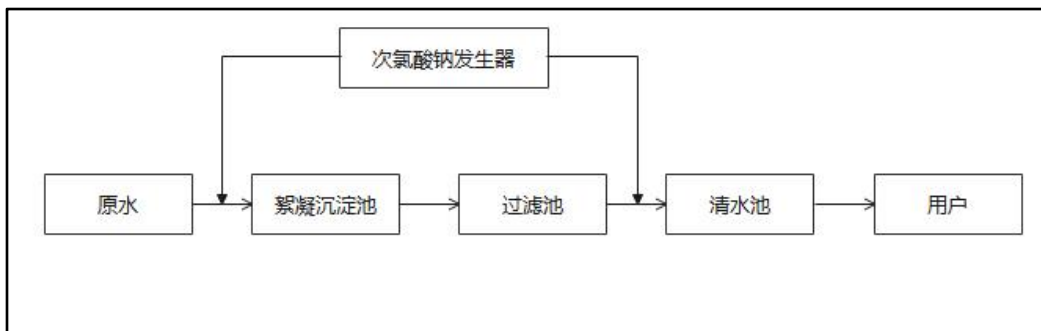 次氯酸钠发生器
原水
絮凝沉淀池
过滤池
清水池
用户